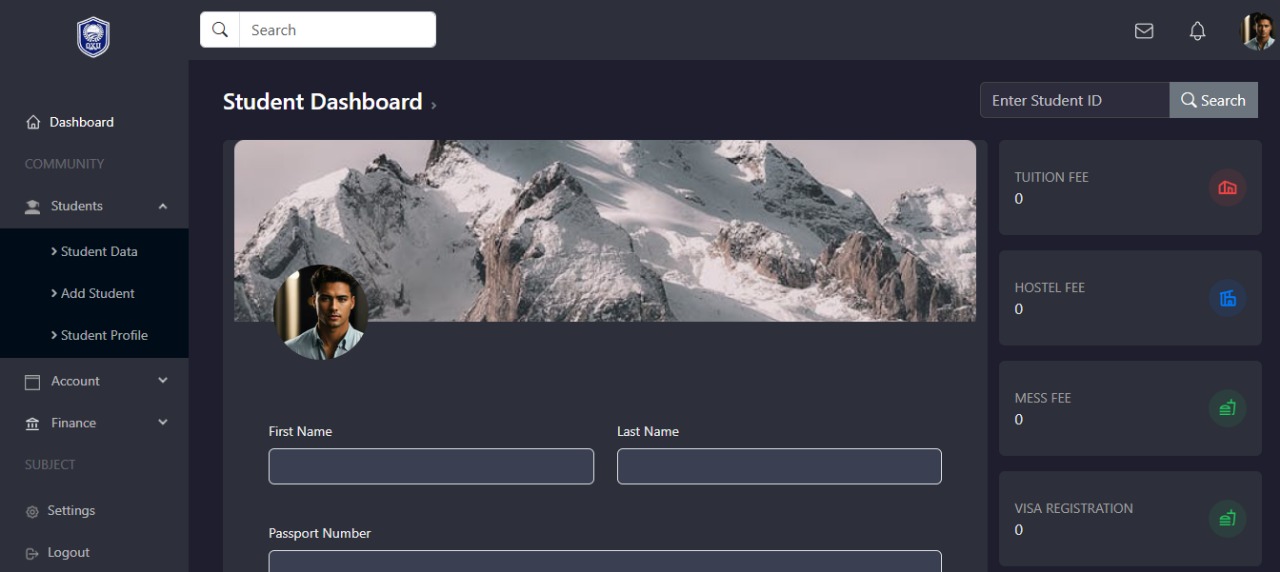 Search
Dashboard
COMMUNITY
Students
Student Data
Add Student
Student Profile
Account
Finance
SUBJECT
Settings
Logout
Student Dashboard ›
Enter Student ID
Search
First Name
Last Name
Passport Number
TUITION FEE
0
HOSTEL FEE
0
MESS FEE
0
VISA REGISTRATION
0